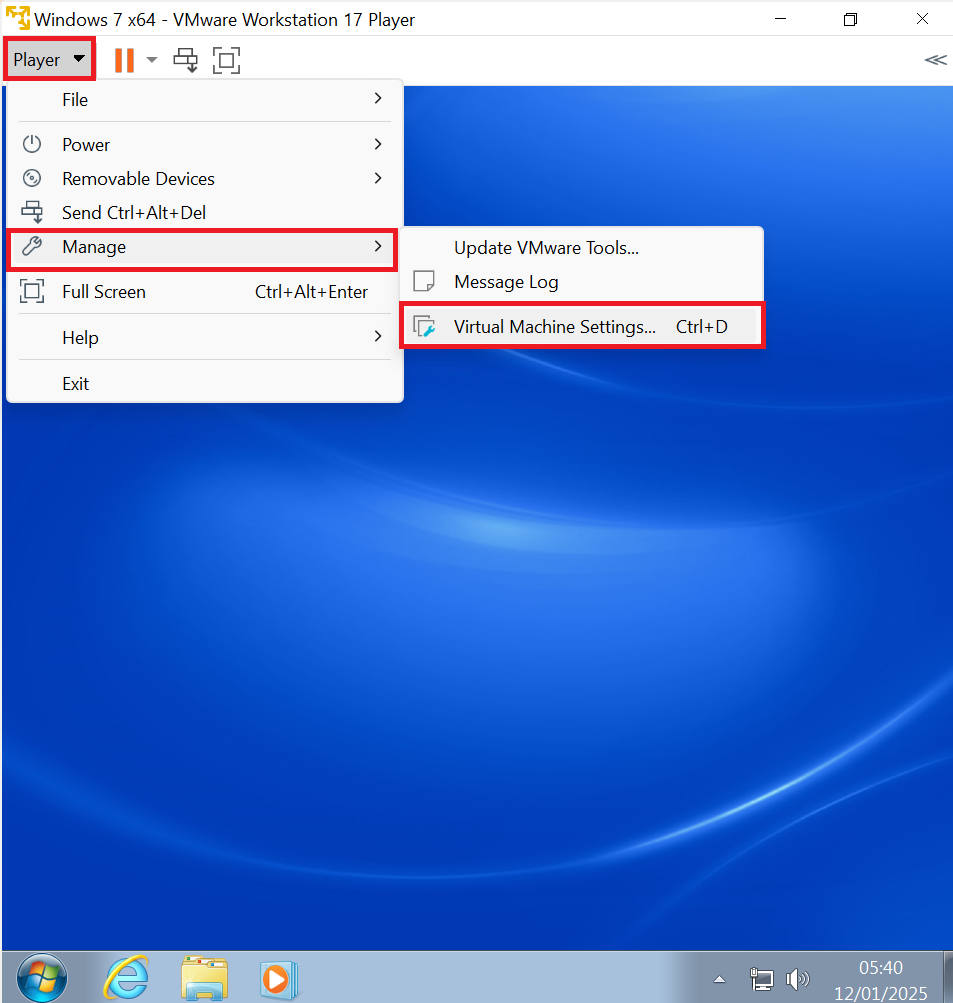 Windows 7 x64 - VMware Workstation 17 Player
Player
File
Power
Removable Devices
Send Ctrl+Alt+Del
Manage
Update VMware Tools...
Message Log
Full Screen Ctrl+Alt+Enter
Virtual Machine Settings... Ctrl+D
Help
Exit
05:40
12/01/2025